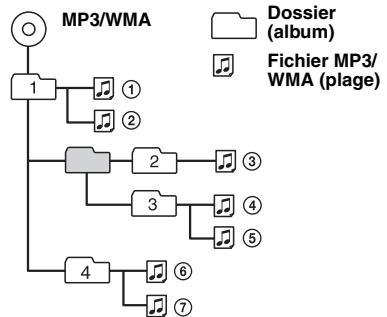 MP3/WMA
Dossier
(album)
Fichier MP3/
WMA (plage)
1
①
②
2
③
3
④
⑤
4
⑥
⑦